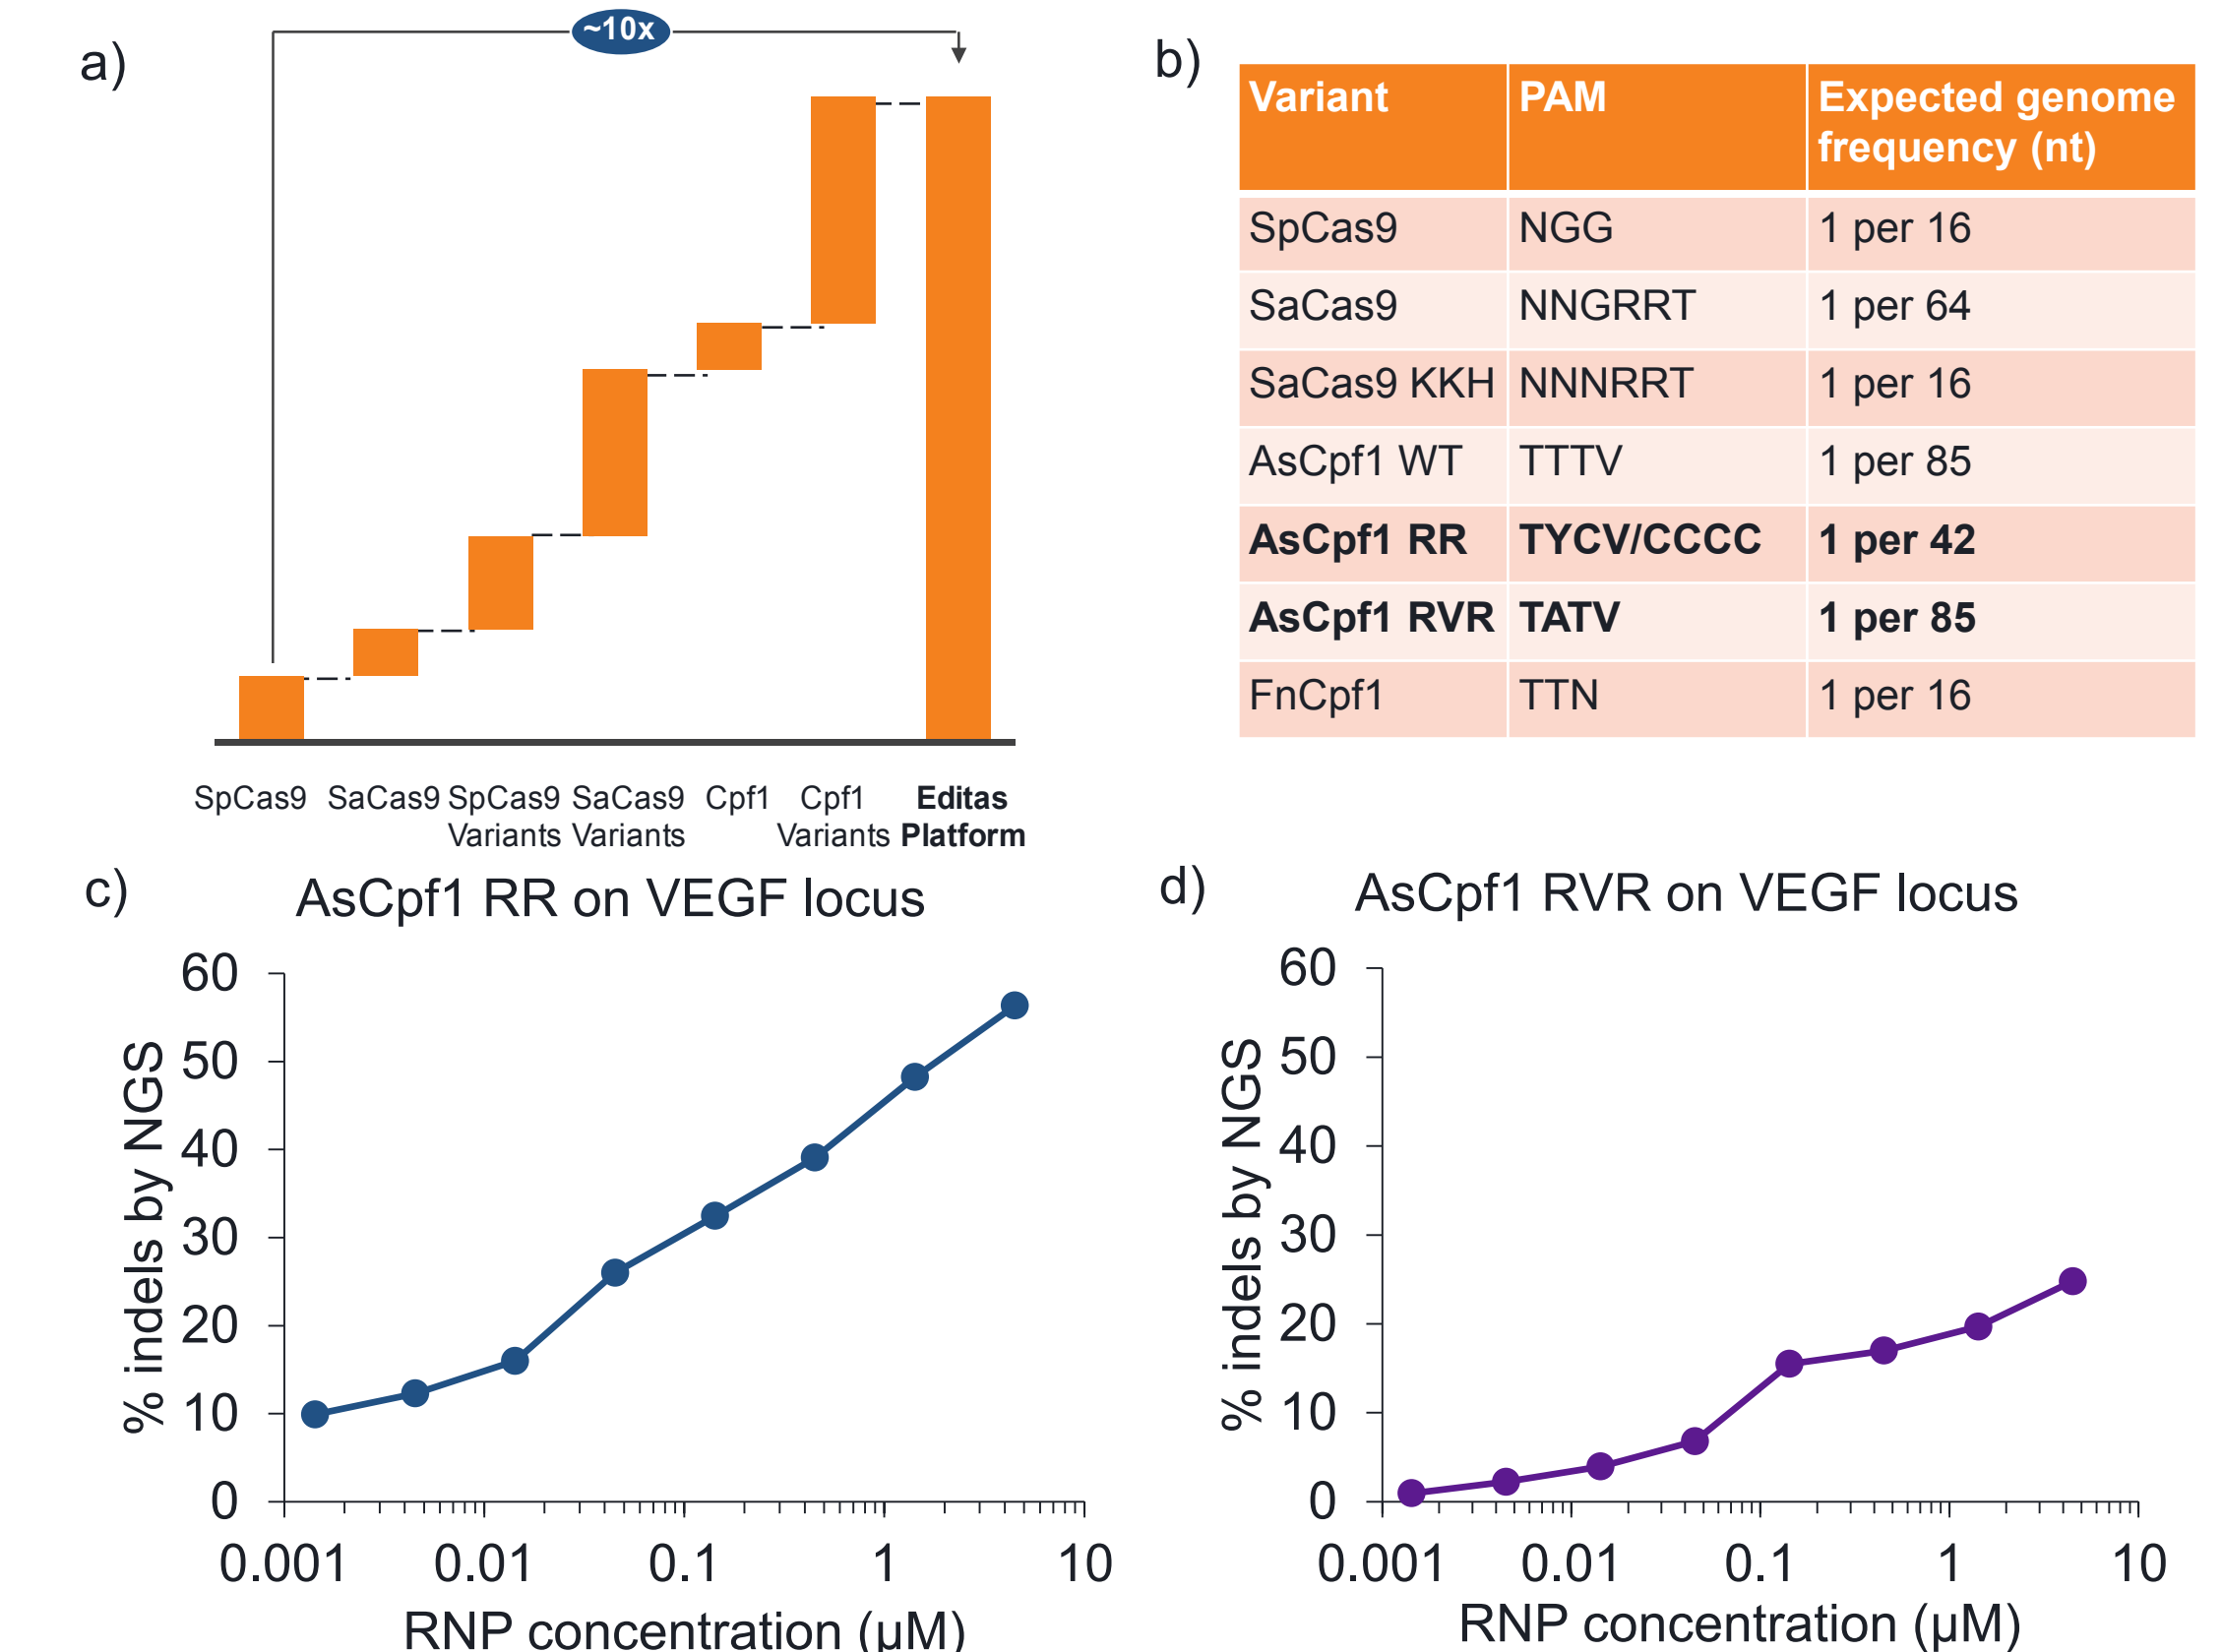 a)
~10x
SpCas9
SaCas9
SpCas9
Variants
SaCas9
Variants
Cpf1
Cpf1
Variants
Editas
Platform
b)
Variant PAM Expected genome
frequency (nt)
SpCas9 NGG 1 per 16
SaCas9 NNGRRT 1 per 64
SaCas9 KKH NNNRRT 1 per 16
AsCpf1 WT TTTV 1 per 85
AsCpf1 RR TYCV/CCCC 1 per 42
AsCpf1 RVR TATV 1 per 85
FnCpf1 TTN 1 per 16
c)
AsCpf1 RR on VEGF locus
% indels by NGS
60
50
40
30
20
10
0
0.001 0.01 0.1 1 10
RNP concentration (µM)
d)
AsCpf1 RVR on VEGF locus
% indels by NGS
60
50
40
30
20
10
0
0.001 0.01 0.1 1 10
RNP concentration (µM)